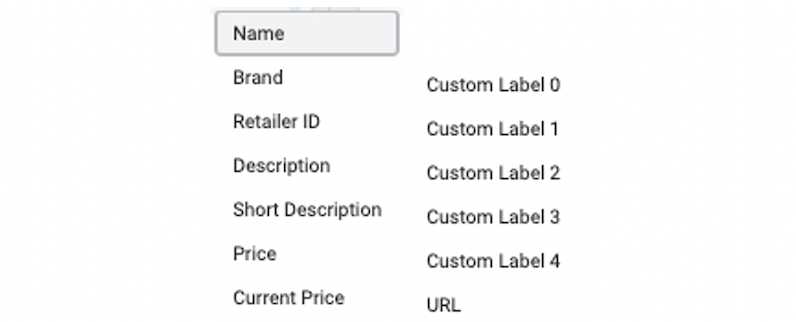 Name
Brand
Retailer ID
Description
Short Description
Price
Current Price
Custom Label 0
Custom Label 1
Custom Label 2
Custom Label 3
Custom Label 4
URL